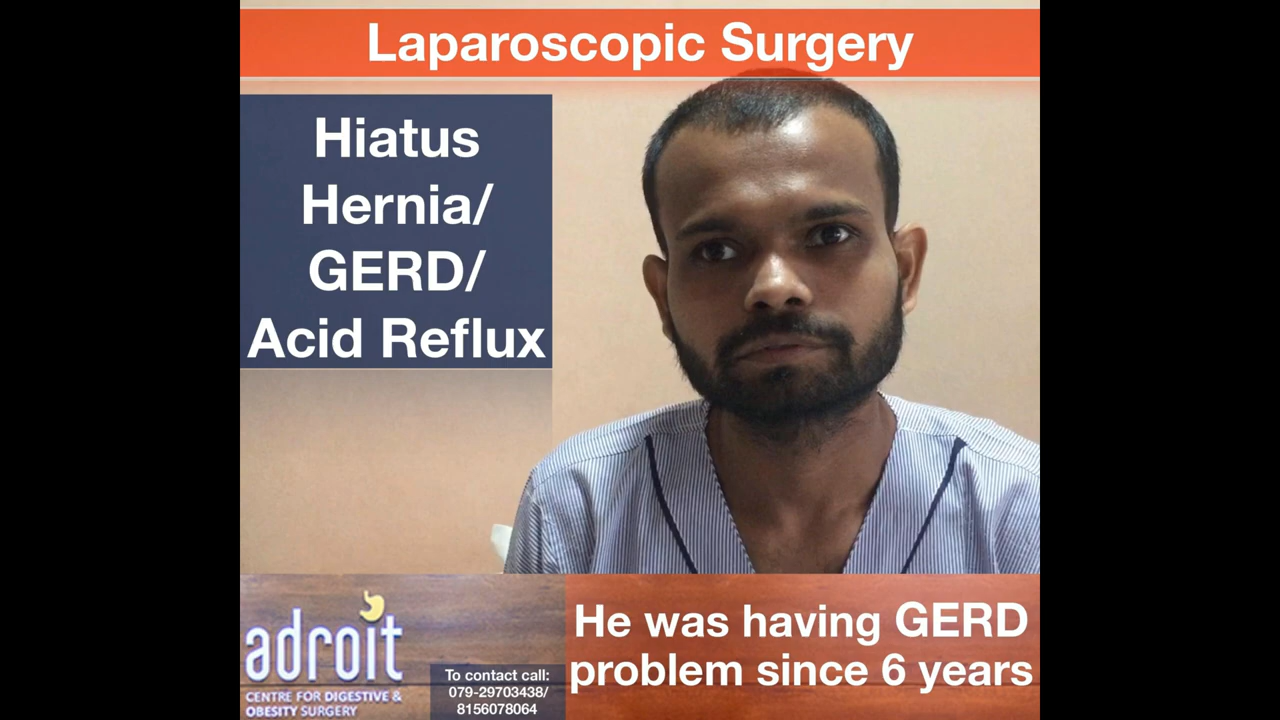 Laparoscopic Surgery
Hiatus
Hernia/
GERD/
Acid Reflux
adroit
CENTRE FOR DIGESTIVE &
OBESITY SURGERY
To contact call:
079-29703438/
8156078064
He was having GERD
problem since 6 years